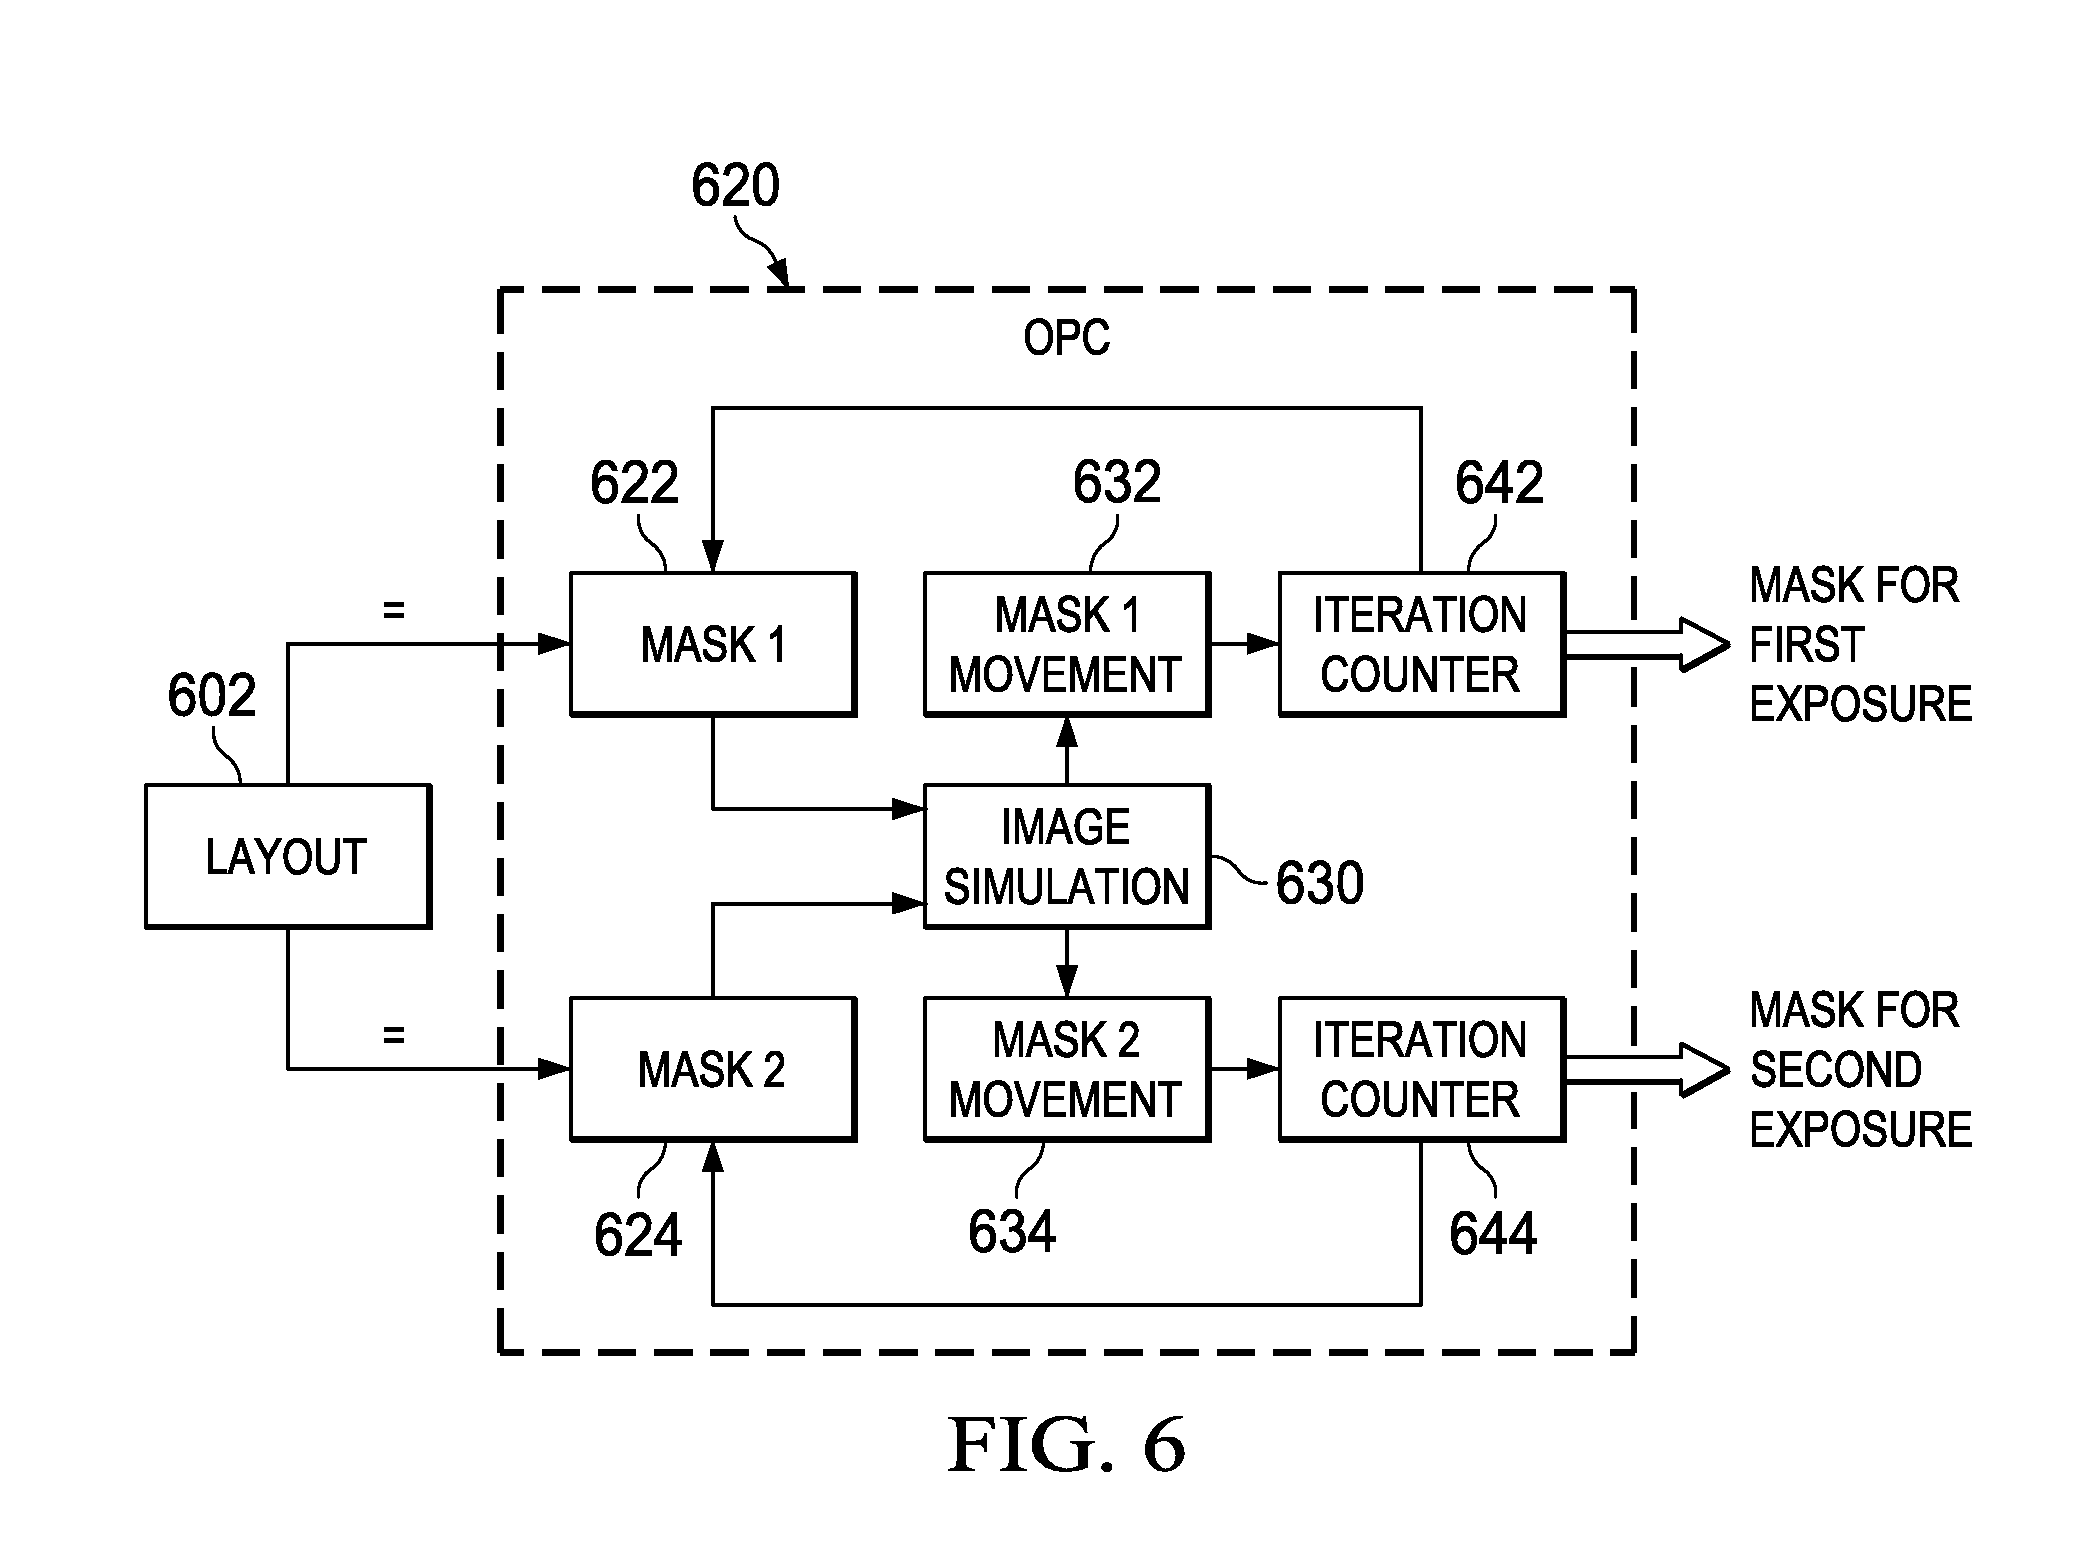 620
OPC
622
632
642
=
MASK 1
MASK 1
MOVEMENT
ITERATION
COUNTER
MASK FOR
FIRST
EXPOSURE
602
LAYOUT
IMAGE
SIMULATION
630
=
MASK 2
MASK 2
MOVEMENT
ITERATION
COUNTER
MASK FOR
SECOND
EXPOSURE
624
634
644
FIG. 6